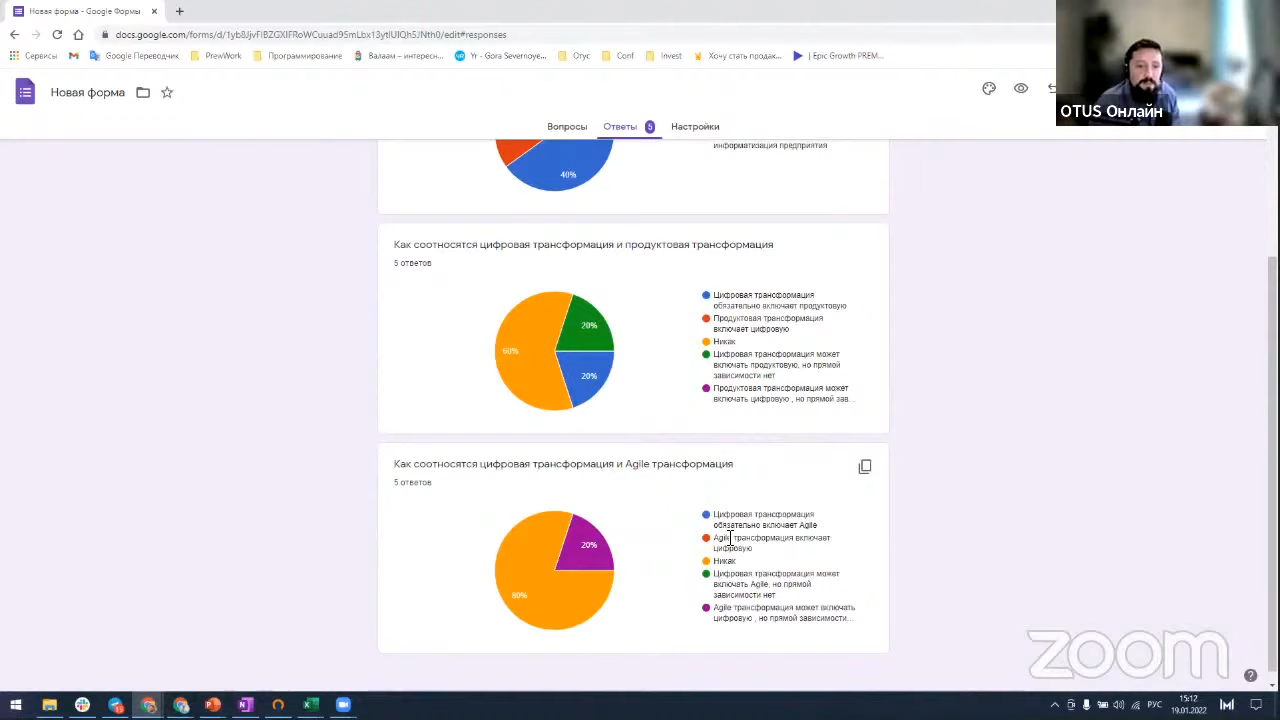 Новая форма - Google Формы
docs.google.com/forms/d/1yb8JjvFIBZGXlFRoWCuuad95mLbx13ytIUIQh5JNth0/edit#responses
Сервисы
Google Переводчик
PrewWork
Программирование
Валаам – интересн...
Yr - Gora Severnoye...
Отус
Conf
Invest
Хочу стать продак...
| Epic Growth PREM...
OTUS Онлайн
Новая форма
Вопросы
Ответы 5
Настройки
информатизация предприятия
40%
Как соотносятся цифровая трансформация и продуктовая трансформация
5 ответов
20%
60%
20%
Цифровая трансформация
обязательно включает продуктовую
Продуктовая трансформация
включает цифровую
Никак
Цифровая трансформация может
включать продуктовую, но прямой
зависимости нет
Продуктовая трансформация может
включать цифровую , но прямой зав...
Как соотносятся цифровая трансформация и Agile трансформация
5 ответов
20%
80%
Цифровая трансформация
обязательно включает Agile
Agile трансформация включает
цифровую
Никак
Цифровая трансформация может
включать Agile, но прямой
зависимости нет
Agile трансформация может включать
цифровую , но прямой зависимости...
zoom
РУС
15:12
19.01.2022